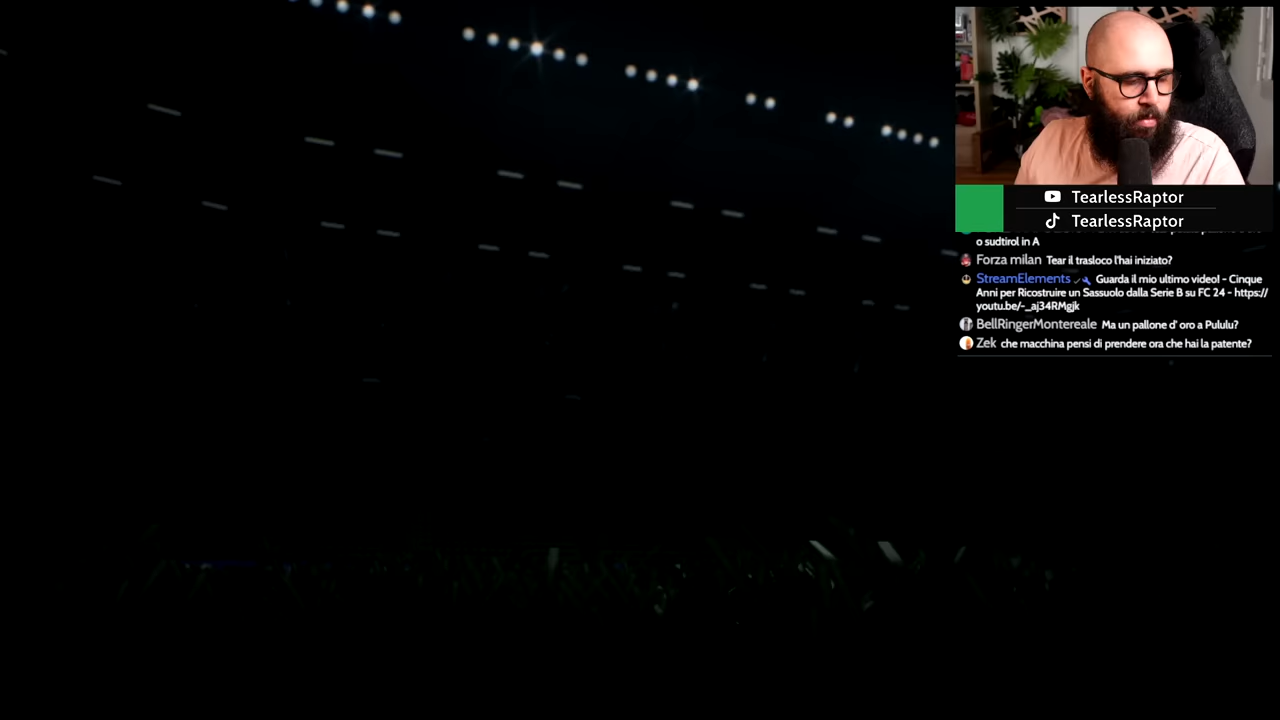 TearlessRaptor
TearlessRaptor
o sudtirol in A
Forza milan Tear il trasloco l'hai iniziato?
StreamElements Guarda il mio ultimo video! - Cinque
Anni per Ricostruire un Sassuolo dalla Serie B su FC 24 - https://
youtu.be/-_aj34RMgjk
BellRingerMontereale Ma un pallone d' oro a Pululu?
Zek che macchina pensi di prendere ora che hai la patente?